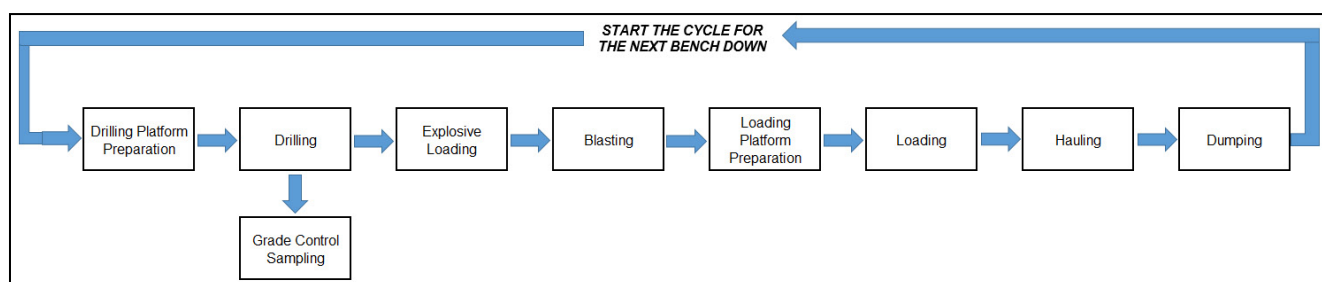 START THE CYCLE FOR
THE NEXT BENCH DOWN
Drilling Platform
Preparation
Drilling
Explosive
Loading
Blasting
Loading
Platform
Preparation
Loading
Hauling
Dumping
Grade Control
Sampling